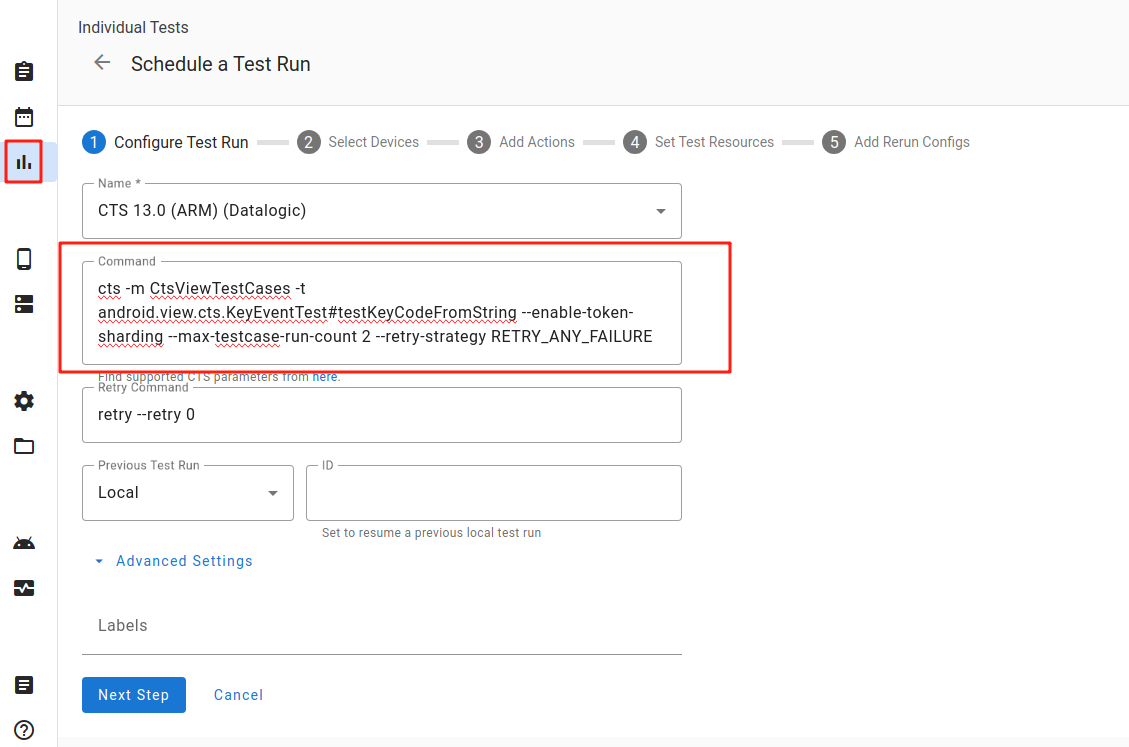 Individual Tests
Schedule a Test Run
1 Configure Test Run 2 Select Devices 3 Add Actions 4 Set Test Resources 5 Add Rerun Configs
Name *
CTS 13.0 (ARM) (Datalogic)
Command
cts -m CtsViewTestCases -t
android.view.cts.KeyEventTest#testKeyCodeFromString --enable-token-
sharding --max-testcase-run-count 2 --retry-strategy RETRY_ANY_FAILURE
Find supported CTS parameters from here.
Retry Command
retry --retry 0
Previous Test Run ID
Local
Set to resume a previous local test run
Advanced Settings
Labels
Next Step Cancel